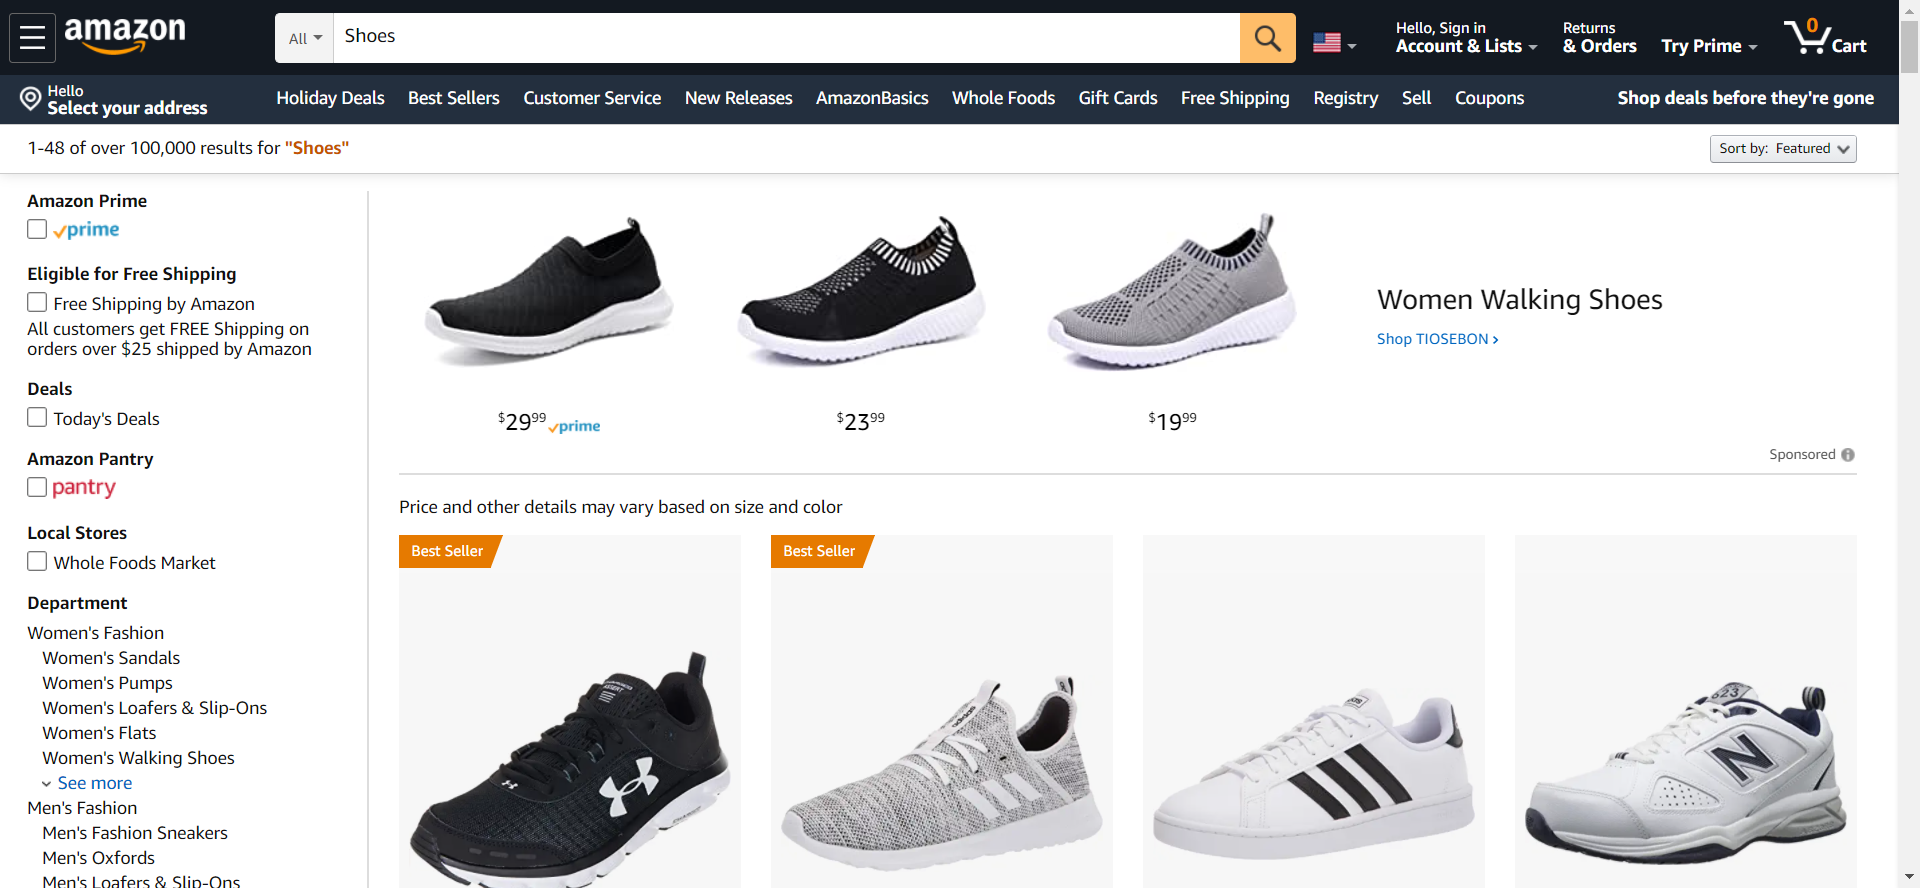 amazon
All
Shoes
Hello, Sign in
Account & Lists
Returns
& Orders
Try Prime
0
Cart
Hello
Select your address
Holiday Deals
Best Sellers
Customer Service
New Releases
AmazonBasics
Whole Foods
Gift Cards
Free Shipping
Registry
Sell
Coupons
Shop deals before they're gone
1-48 of over 100,000 results for "Shoes"
Sort by: Featured
Amazon Prime
prime
Eligible for Free Shipping
Free Shipping by Amazon
All customers get FREE Shipping on
orders over $25 shipped by Amazon
Deals
Today's Deals
Amazon Pantry
pantry
Local Stores
Whole Foods Market
Department
Women's Fashion
Women's Sandals
Women's Pumps
Women's Loafers & Slip-Ons
Women's Flats
Women's Walking Shoes
See more
Men's Fashion
Men's Fashion Sneakers
Men's Oxfords
Men's Loafers & Slip-Ons
$29.99 prime
$23.99
$19.99
Women Walking Shoes
Shop TIOSEBON ›
Sponsored
Price and other details may vary based on size and color
Best Seller
Best Seller
ASSERT
adidas
623
N